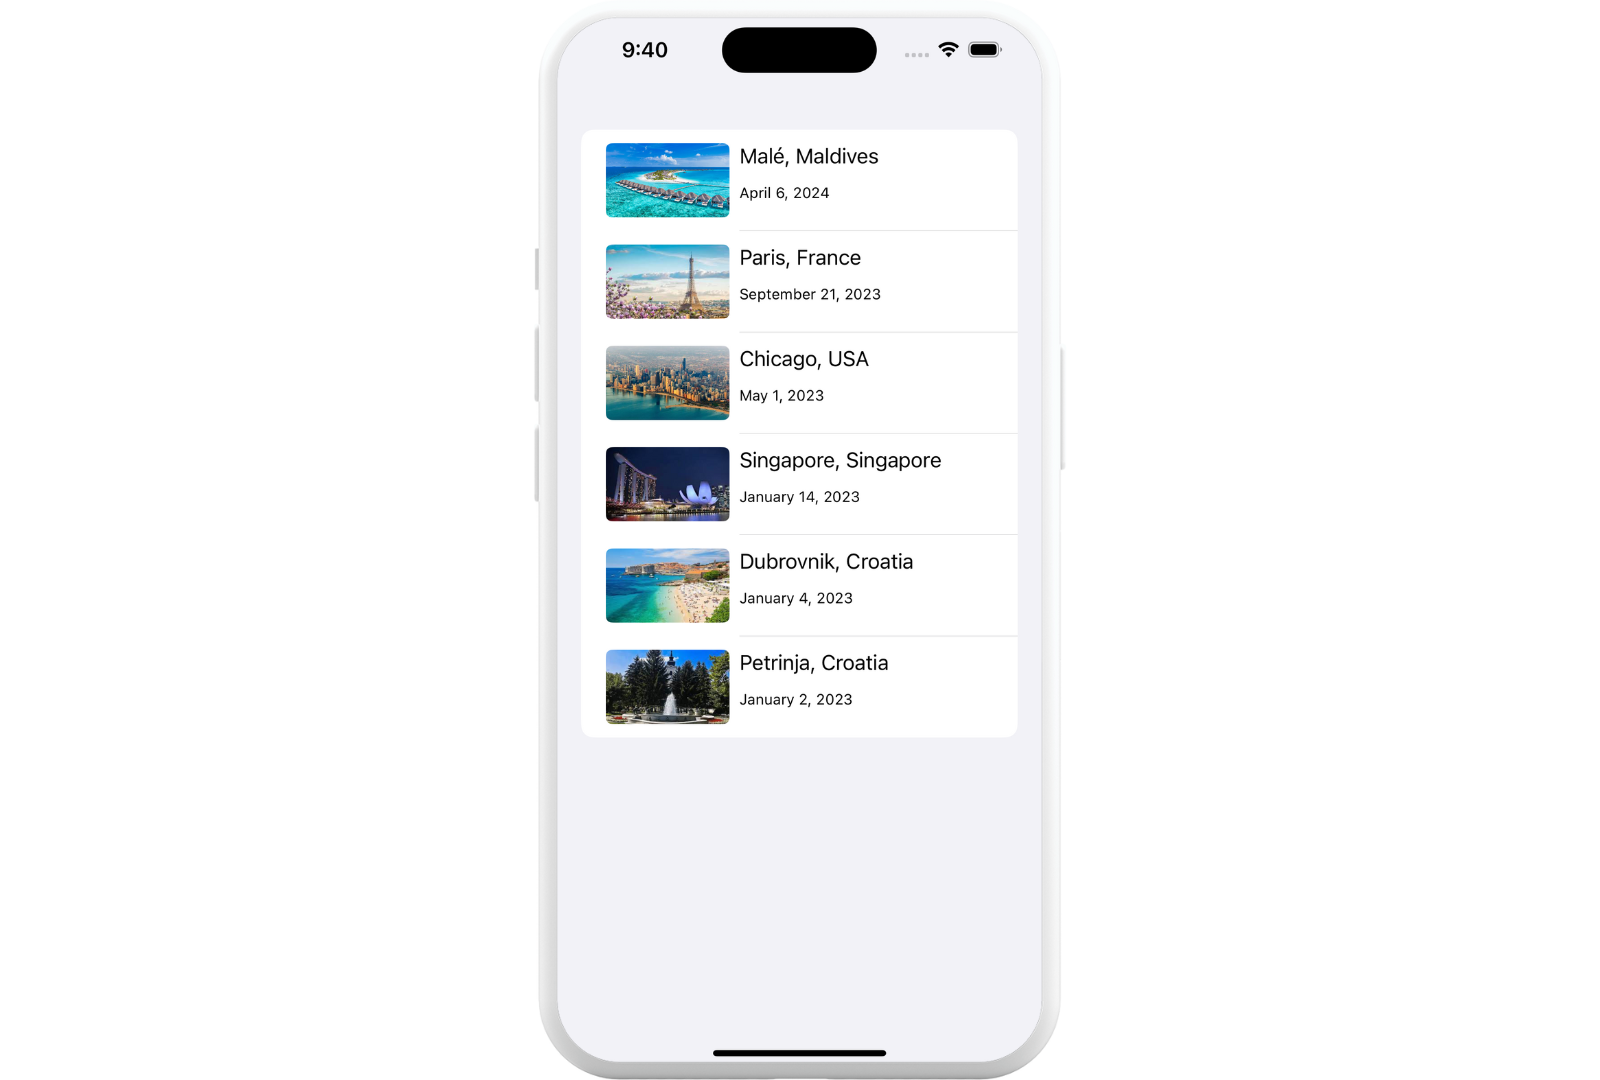 9:40
Malé, Maldives
April 6, 2024
Paris, France
September 21, 2023
Chicago, USA
May 1, 2023
Singapore, Singapore
January 14, 2023
Dubrovnik, Croatia
January 4, 2023
Petrinja, Croatia
January 2, 2023